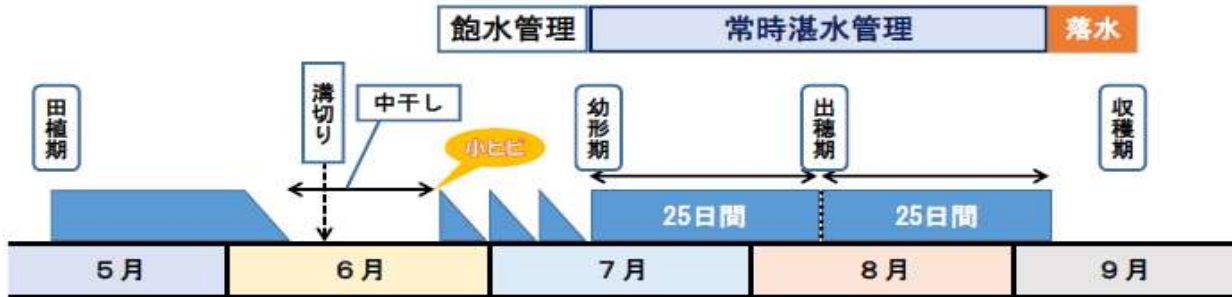 飽水管理
常時湛水管理
落水
田植期
溝切り
中干し
小ヒビ
幼形期
出穂期
収穫期
25日間
25日間
5月
6月
7月
8月
9月